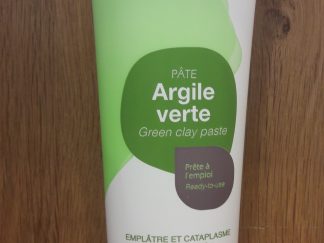 PÂTE
Argile
verte
Green clay paste
Prête à
l'emploi
Ready-to-use
EMPLÂTRE ET CATAPLASME